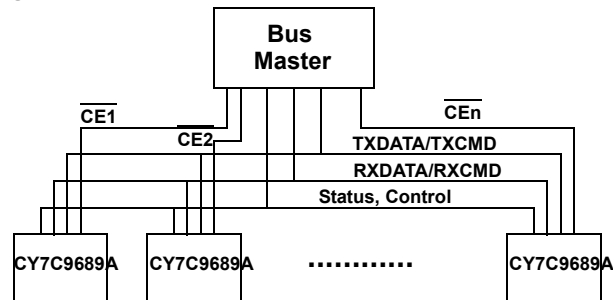 Bus
Master
CE1
CE2
CEn
TXDATA/TXCMD
RXDATA/RXCMD
Status, Control
CY7C9689A
CY7C9689A
............
CY7C9689A